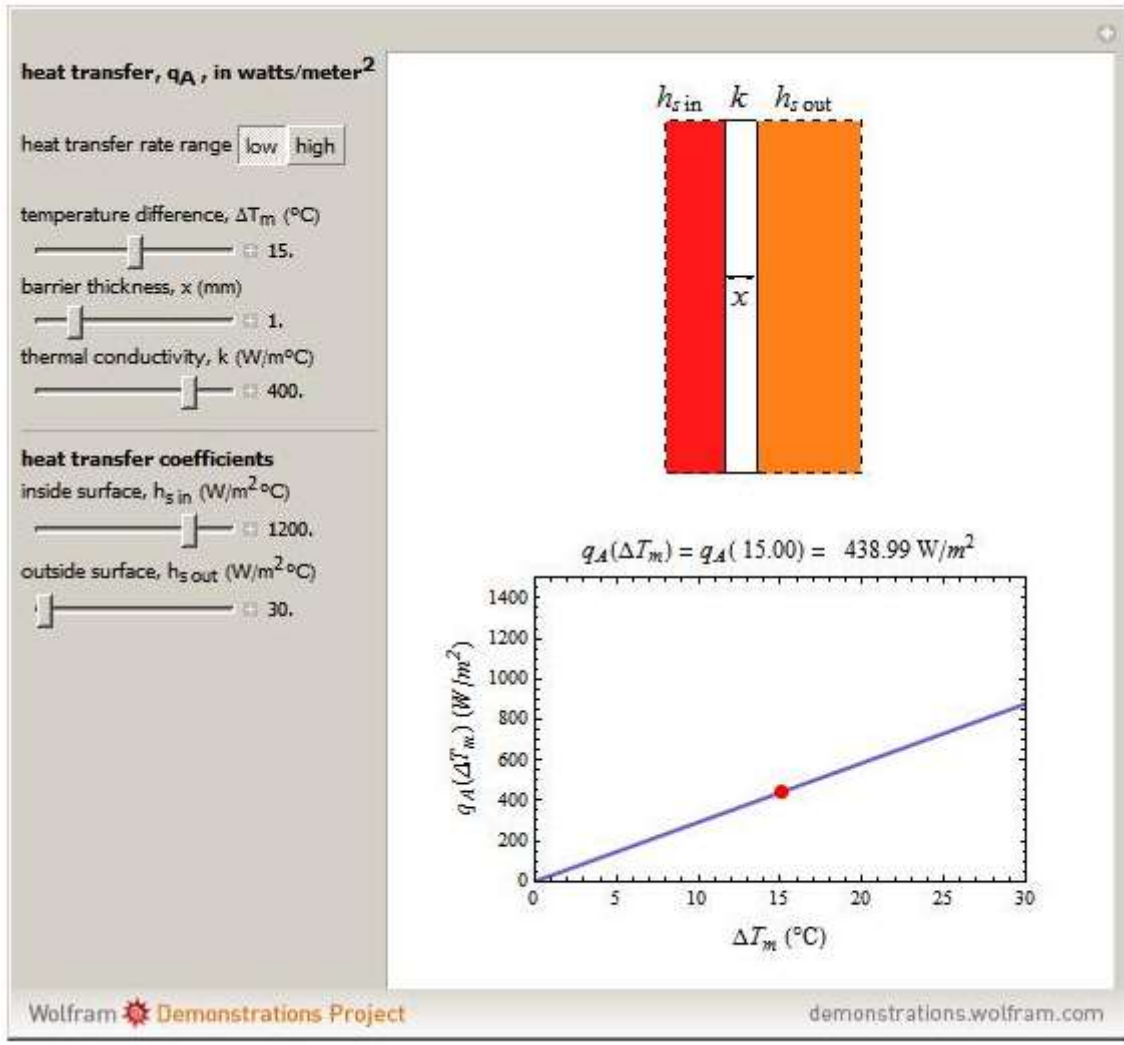 heat transfer, qA , in watts/meter2
heat transfer rate range low high
temperature difference, ΔTm (°C)
15.
barrier thickness, x (mm)
1.
thermal conductivity, k (W/m°C)
400.
heat transfer coefficients
inside surface, hs in (W/m2°C)
1200.
outside surface, hs out (W/m2°C)
30.
hs in k hs out
x
qA(ΔTm) = qA( 15.00) = 438.99 W/m2
qA(ΔTm) (W/m2)
1400
1200
1000
800
600
400
200
0
0 5 10 15 20 25 30
ΔTm (°C)
Wolfram Demonstrations Project
demonstrations.wolfram.com